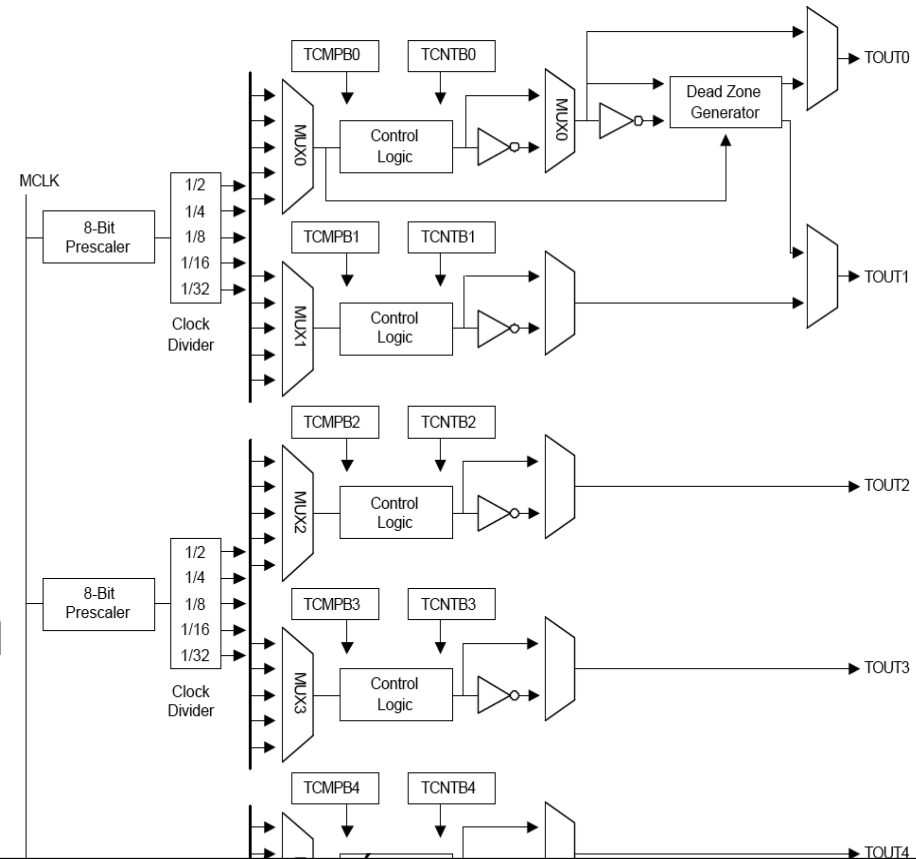 TCMPB0
TCNTB0
TOUT0
MUX0
Control
Logic
MUX0
Dead Zone
Generator
MCLK
8-Bit
Prescaler
1/2
1/4
1/8
1/16
1/32
Clock
Divider
TCMPB1
TCNTB1
TOUT1
MUX1
Control
Logic
TCMPB2
TCNTB2
TOUT2
MUX2
Control
Logic
8-Bit
Prescaler
1/2
1/4
1/8
1/16
1/32
Clock
Divider
TCMPB3
TCNTB3
TOUT3
MUX3
Control
Logic
TCMPB4
TCNTB4
TOUT4